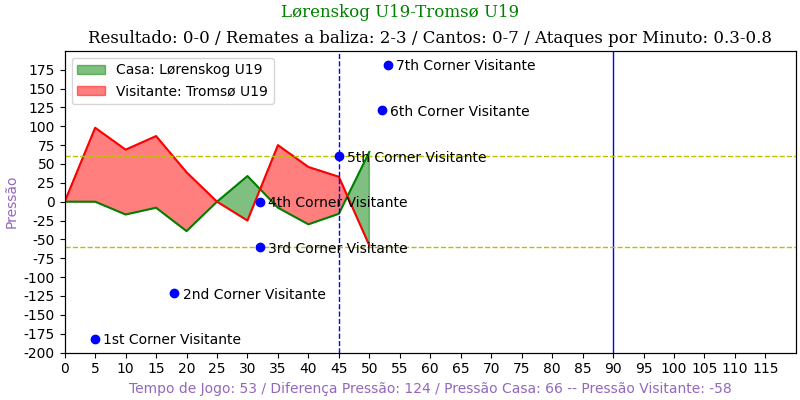 Lørenskog U19-Tromsø U19
Resultado: 0-0 / Remates a baliza: 2-3 / Cantos: 0-7 / Ataques por Minuto: 0.3-0.8
Casa: Lørenskog U19
Visitante: Tromsø U19
7th Corner Visitante
6th Corner Visitante
5th Corner Visitante
4th Corner Visitante
3rd Corner Visitante
2nd Corner Visitante
1st Corner Visitante
Pressão
175
150
125
100
75
50
25
0
-25
-50
-75
-100
-125
-150
-175
-200
0 5 10 15 20 25 30 35 40 45 50 55 60 65 70 75 80 85 90 95 100 105 110 115
Tempo de Jogo: 53 / Diferença Pressão: 124 / Pressão Casa: 66 -- Pressão Visitante: -58